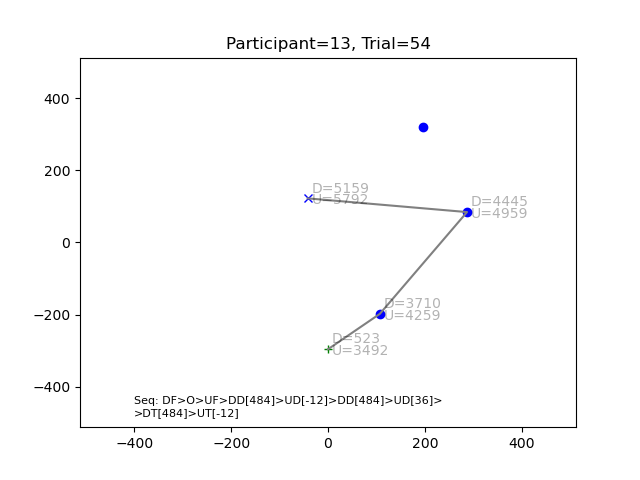 Participant=13, Trial=54
400
200
0
−200
−400
D=5159
U=5792
D=4445
U=4959
D=3710
U=4259
D=523
U=3492
Seq: DF>O>UF>DD[484]>UD[-12]>DD[484]>UD[36]>
>DT[484]>UT[-12]
−400 −200 0 200 400